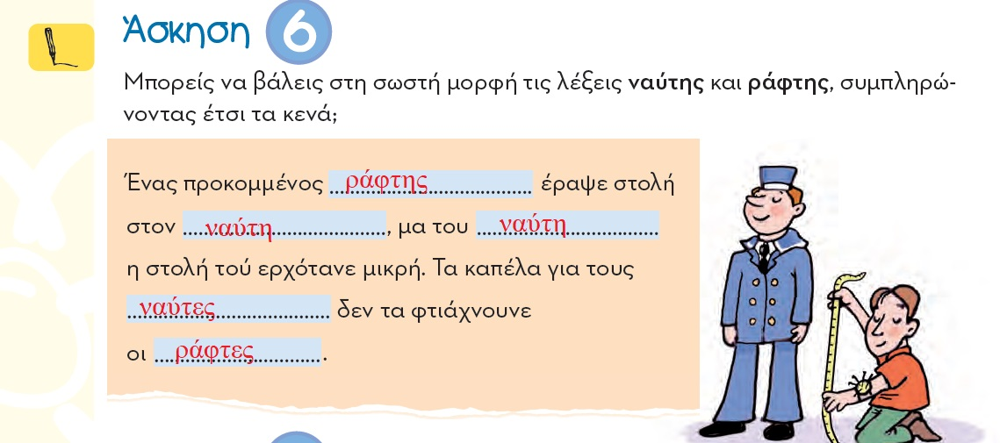 Άσκηση 6
Μπορείς να βάλεις στη σωστή μορφή τις λέξεις ναύτης και ράφτης, συμπληρώ-
νοντας έτσι τα κενά;
Ένας προκομμένος ράφτης έραψε στολή
στον ναύτη, μα του ναύτη
η στολή τού ερχότανε μικρή. Τα καπέλα για τους
ναύτες δεν τα φτιάχνουνε
οι ράφτες.